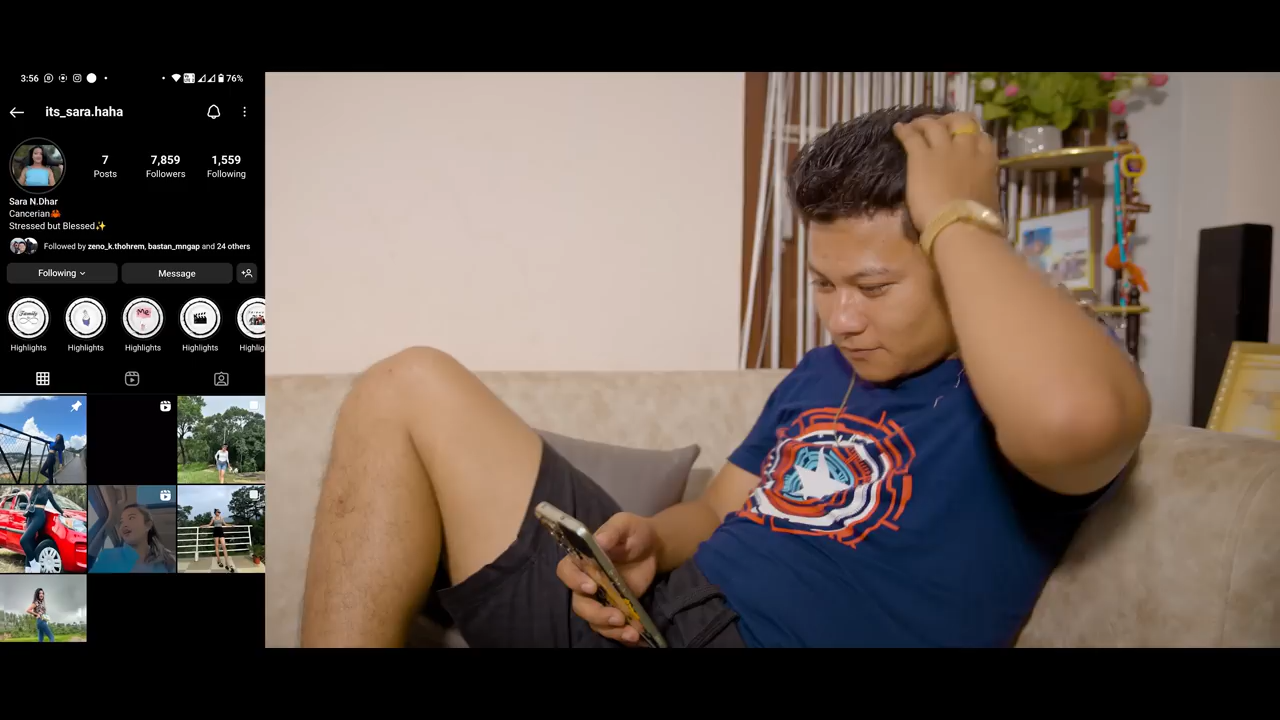 3:56
76%
its_sara.haha
7
7,859
1,559
Posts
Followers
Following
Sara N.Dhar
Cancerian🦀
Stressed but Blessed✨
Followed by zeno_k.thohrem, bastan_mngap and 24 others
Following
Message
Highlights
Highlights
Highlights
Highlights
Highlig